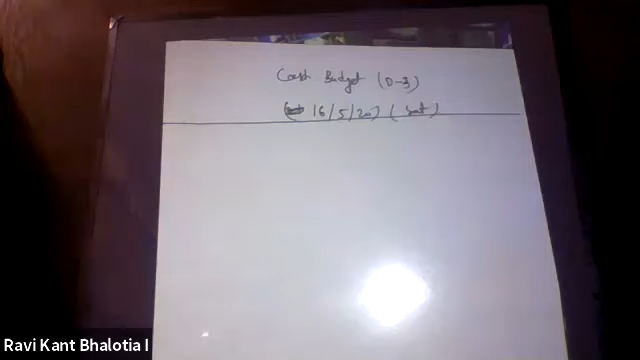 Cash Budget (D-3)
16/5/20) (Sat)
Ravi Kant Bhalotia I